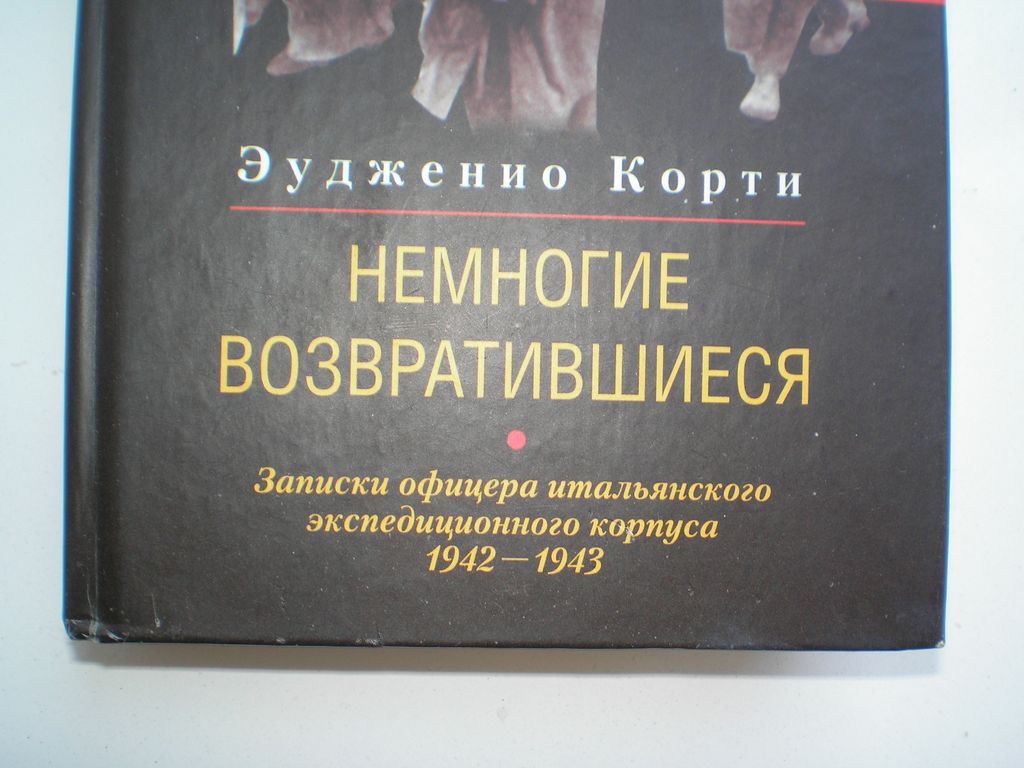 Эудженио Корти
НЕМНОГИЕ
ВОЗВРАТИВШИЕСЯ
Записки офицера итальянского
экспедиционного корпуса
1942—1943